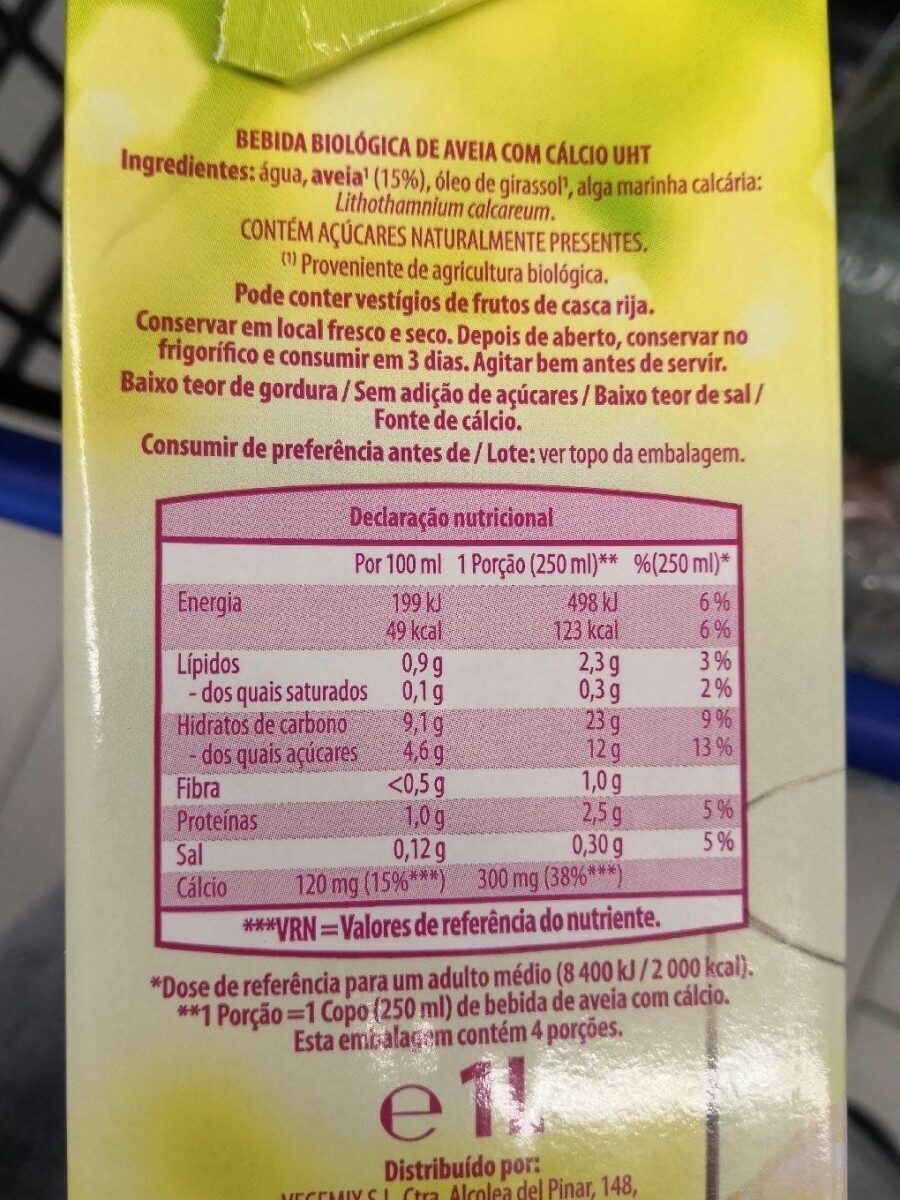 BEBIDA BIOLÓGICA DE AVEIA COM CÁLCIO UHT
Ingredientes: água, aveia¹ (15%), óleo de girassol¹, alga marinha calcária:
Lithothamnium calcareum.
CONTÉM AÇÚCARES NATURALMENTE PRESENTES.
(1) Proveniente de agricultura biológica.
Pode conter vestígios de frutos de casca rija.
Conservar em local fresco e seco. Depois de aberto, conservar no
frigorífico e consumir em 3 dias. Agitar bem antes de servir.
Baixo teor de gordura / Sem adição de açúcares / Baixo teor de sal /
Fonte de cálcio.
Consumir de preferência antes de / Lote: ver topo da embalagem.
Declaração nutricional
Por 100 ml 1 Porção (250 ml)** %(250 ml)*
Energia 199 kJ 498 kJ 6 %
49 kcal 123 kcal 6 %
Lípidos 0,9 g 2,3 g 3 %
- dos quais saturados 0,1 g 0,3 g 2 %
Hidratos de carbono 9,1 g 23 g 9 %
- dos quais açúcares 4,6 g 12 g 13 %
Fibra <0,5 g 1,0 g
Proteínas 1,0 g 2,5 g 5 %
Sal 0,12 g 0,30 g 5 %
Cálcio 120 mg (15%***) 300 mg (38%***)
***VRN = Valores de referência do nutriente.
*Dose de referência para um adulto médio (8 400 kJ / 2 000 kcal).
**1 Porção = 1 Copo (250 ml) de bebida de aveia com cálcio.
Esta embalagem contém 4 porções.
e 1L
Distribuído por:
VEGEMIX S.L. Ctra. Alcolea del Pinar, 148,